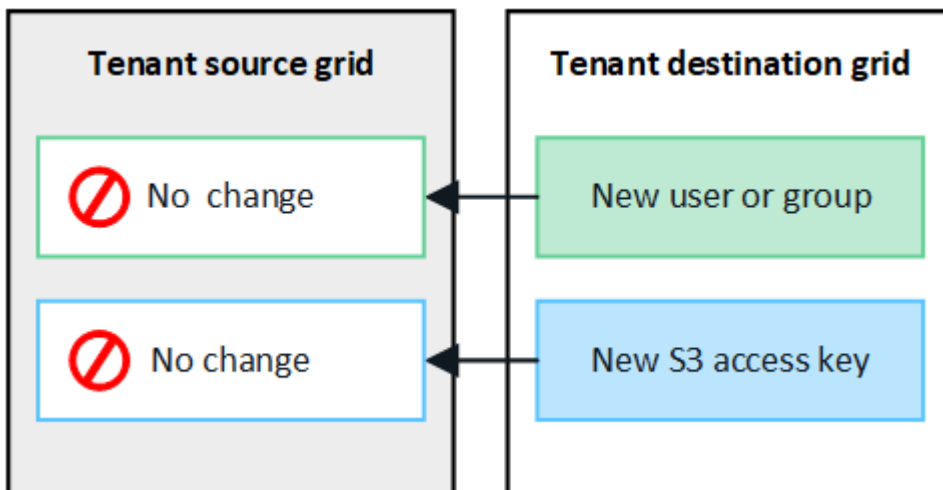 Tenant source grid
Tenant destination grid
No change
New user or group
No change
New S3 access key